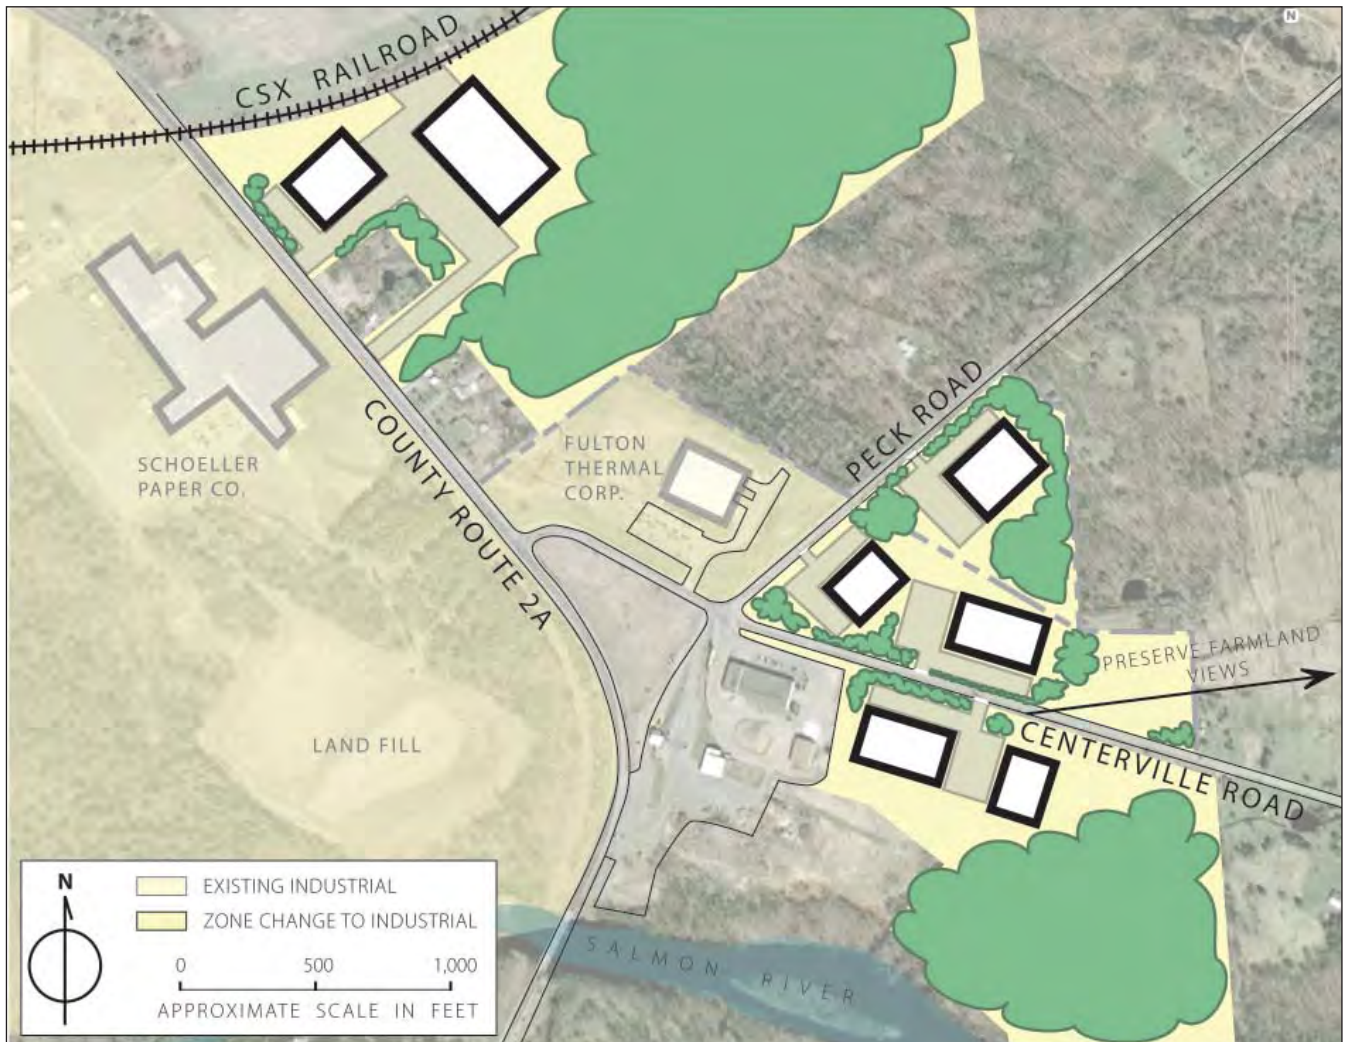 N
CSX RAILROAD
SCHOELLER
PAPER CO.
COUNTY ROUTE 2A
FULTON
THERMAL
CORP.
PECK ROAD
PRESERVE FARMLAND
VIEWS
CENTERVILLE ROAD
LAND FILL
SALMON RIVER
N
EXISTING INDUSTRIAL
ZONE CHANGE TO INDUSTRIAL
0 500 1,000
APPROXIMATE SCALE IN FEET